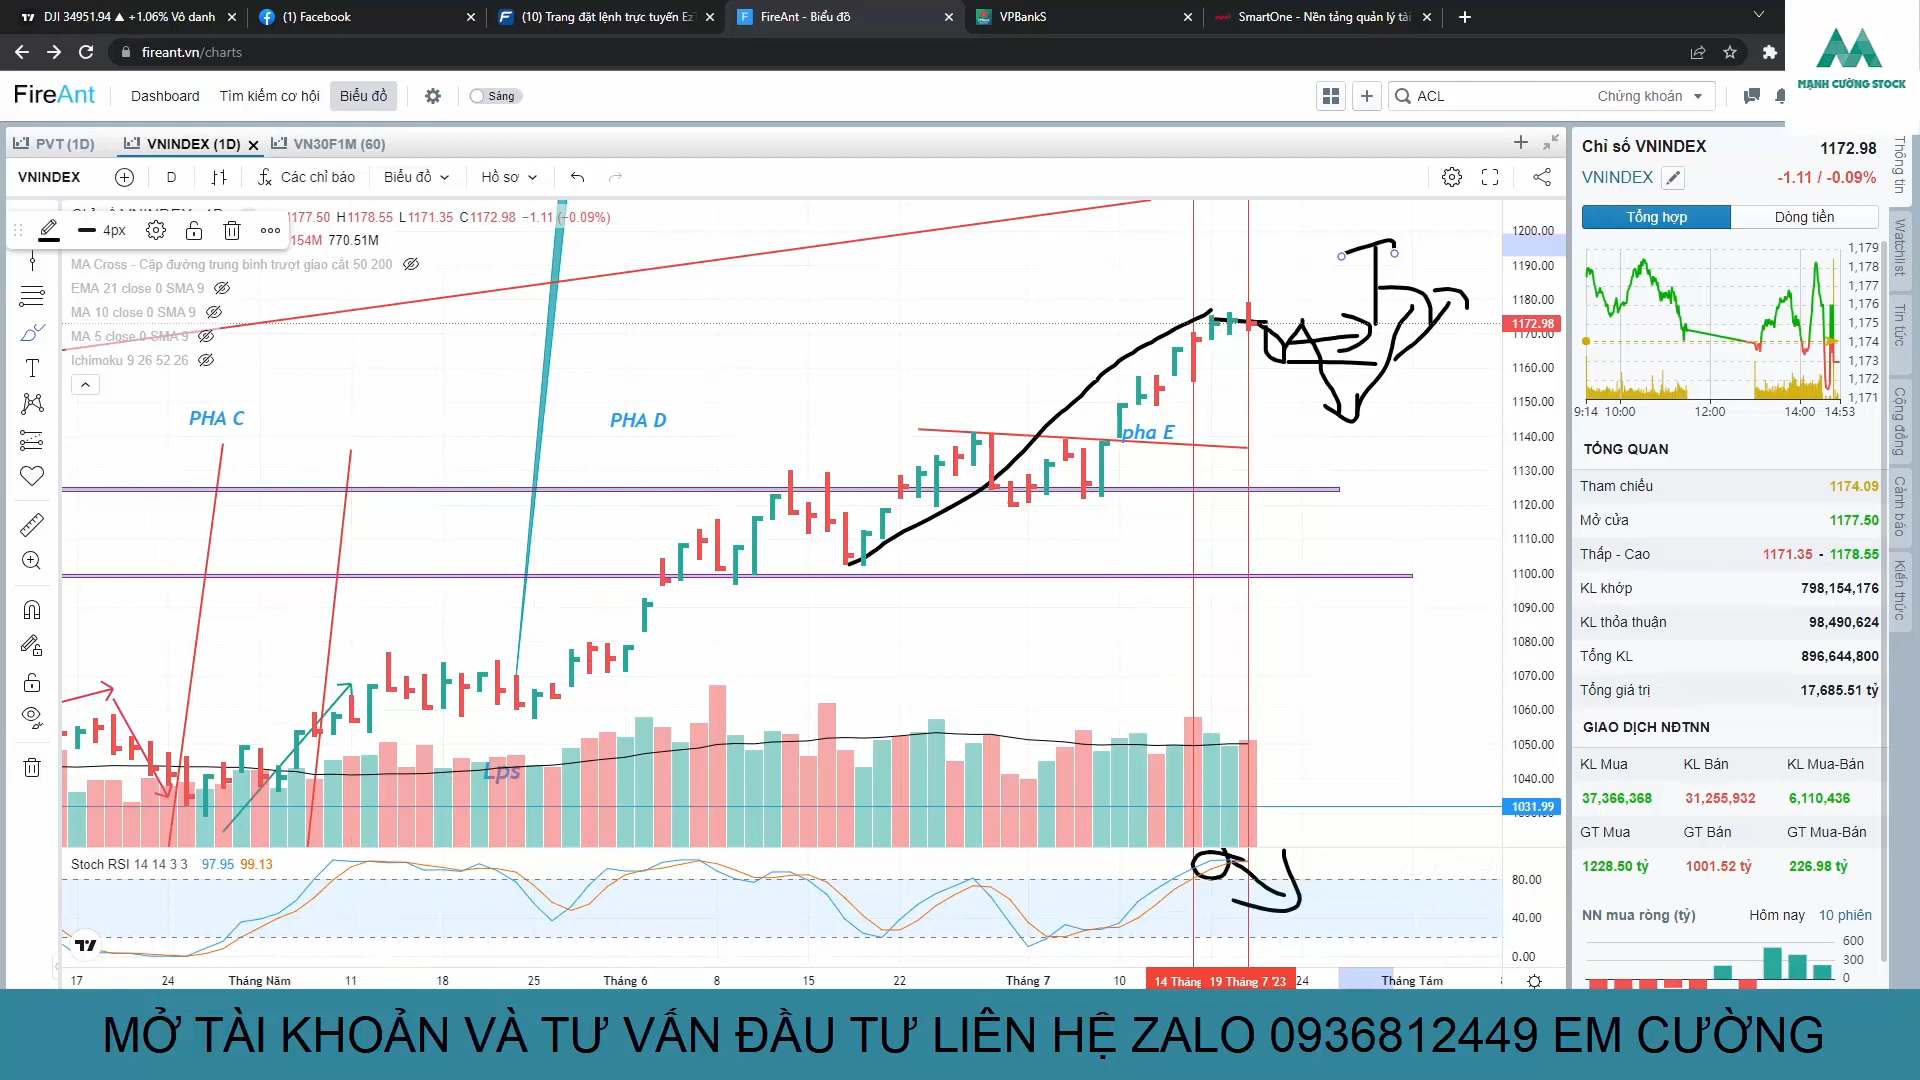 DJI 34951.94 ▲ +1.06% Vô danh
(1) Facebook
(10) Trang đặt lệnh trực tuyến Ez
FireAnt - Biểu đồ
VPBankS
SmartOne - Nền tảng quản lý tài
fireant.vn/charts
MẠNH CƯỜNG STOCK
FireAnt
Dashboard
Tìm kiếm cơ hội
Biểu đồ
Sáng
ACL
Chứng khoán
PVT (1D)
VNINDEX (1D)
VN30F1M (60)
VNINDEX
D
Các chỉ báo
Biểu đồ
Hồ sơ
4px
1177.50 H1178.55 L1171.35 C1172.98 −1.11 (−0.09%)
154M 770.51M
MA Cross - Cặp đường trung bình trượt giao cắt 50 200
EMA 21 close 0 SMA 9
MA 10 close 0 SMA 9
MA 5 close 0 SMA 9
Ichimoku 9 26 52 26
PHA C
PHA D
pha E
Lps
1200.00
1190.00
1180.00
1172.98
1170.00
1160.00
1150.00
1140.00
1130.00
1120.00
1110.00
1100.00
1090.00
1080.00
1070.00
1060.00
1050.00
1040.00
1031.99
Stoch RSI 14 14 3 3 97.95 99.13
80.00
40.00
0.00
17 24 Tháng Năm 11 18 25 Tháng 6 8 15 22 Tháng 7 10 14 Tháng 19 Tháng 7 '23 24 Tháng Tám
Chỉ số VNINDEX 1172.98
VNINDEX -1.11 / -0.09%
Tổng hợp Dòng tiền
1,179
1,178
1,177
1,176
1,175
1,174
1,173
1,172
1,171
9:14 10:00 12:00 14:00 14:53
TỔNG QUAN
Tham chiếu 1174.09
Mở cửa 1177.50
Thấp - Cao 1171.35 - 1178.55
KL khớp 798,154,176
KL thỏa thuận 98,490,624
Tổng KL 896,644,800
Tổng giá trị 17,685.51 tỷ
GIAO DỊCH NĐTNN
KL Mua KL Bán KL Mua-Bán
37,366,368 31,255,932 6,110,436
GT Mua GT Bán GT Mua-Bán
1228.50 tỷ 1001.52 tỷ 226.98 tỷ
NN mua ròng (tỷ) Hôm nay 10 phiên
600
300
0
Thông tin
Watchlist
Tin tức
Cộng đồng
Cảnh báo
Kiến thức
MỞ TÀI KHOẢN VÀ TƯ VẤN ĐẦU TƯ LIÊN HỆ ZALO 0936812449 EM CƯỜNG